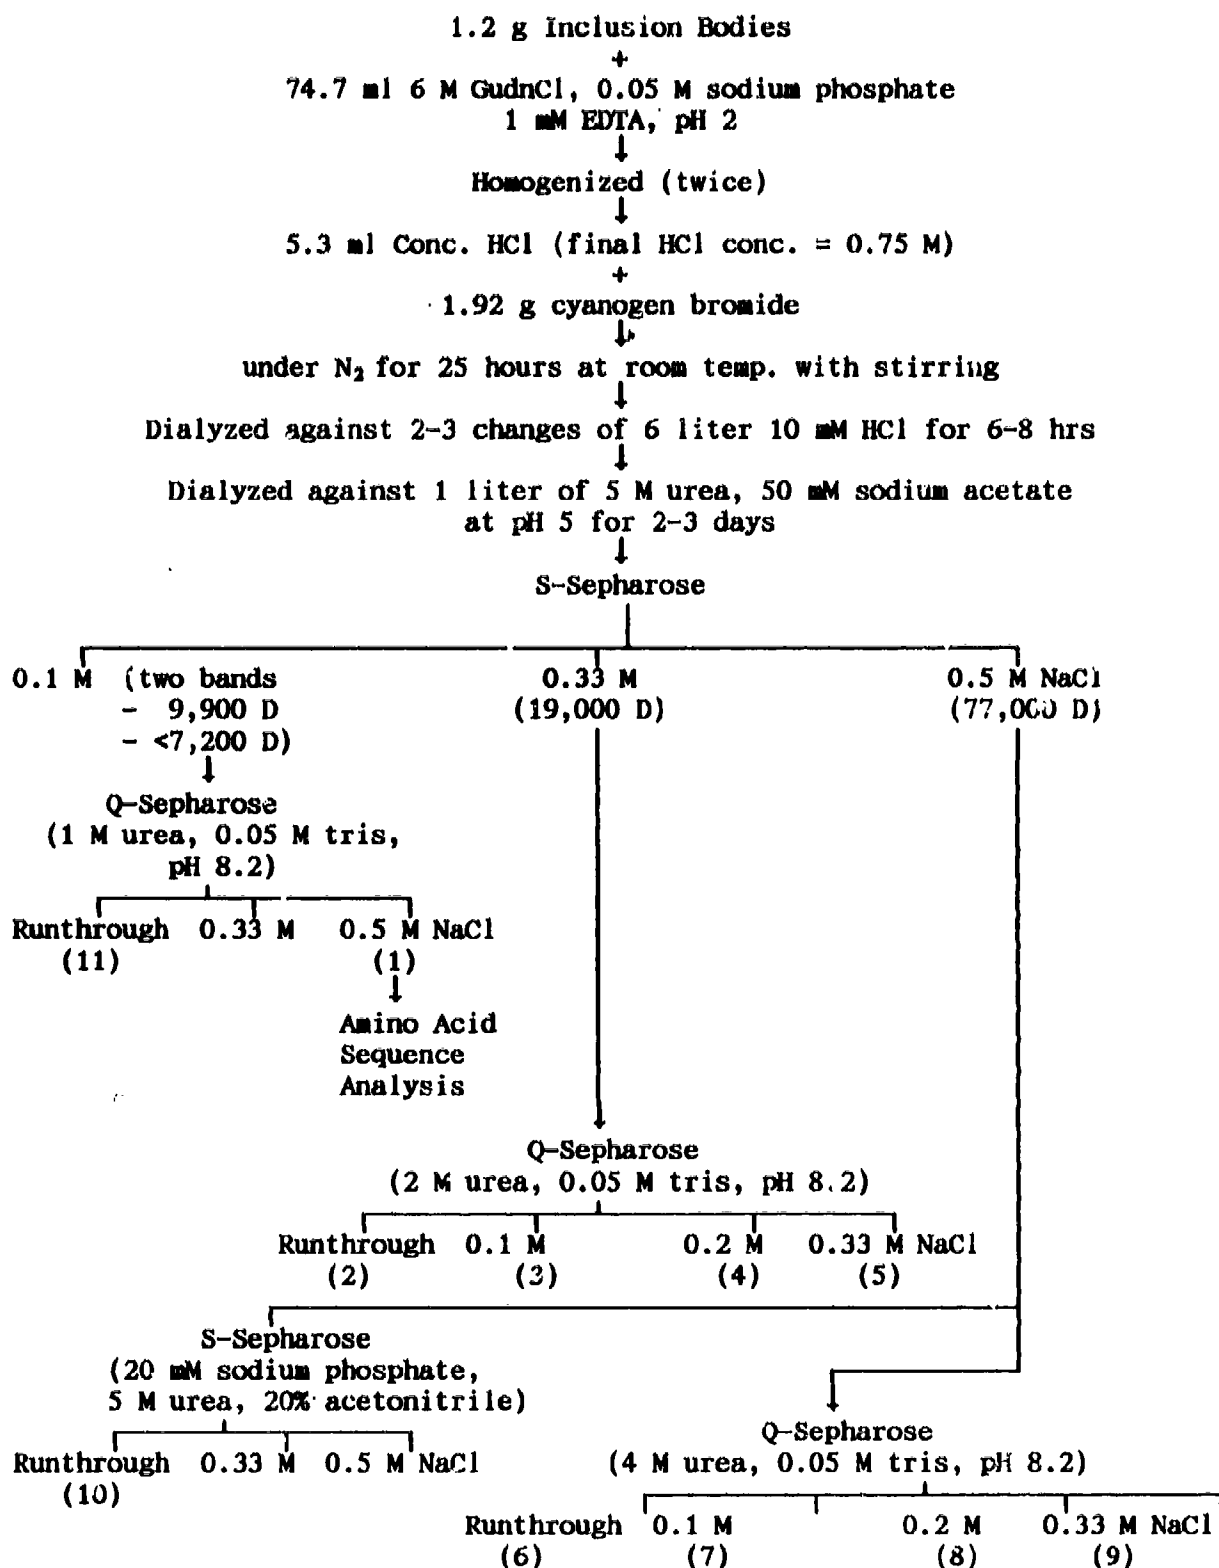 1.2 g Inclusion Bodies
+
74.7 ml 6 M GudnCl, 0.05 M sodium phosphate
1 mM EDTA, pH 2
Homogenized (twice)
5.3 ml Conc. HCl (final HCl conc. = 0.75 M)
+
1.92 g cyanogen bromide
under N₂ for 25 hours at room temp. with stirring
Dialyzed against 2-3 changes of 6 liter 10 mM HCl for 6-8 hrs
Dialyzed against 1 liter of 5 M urea, 50 mM sodium acetate
at pH 5 for 2-3 days
S-Sepharose
0.1 M (two bands
- 9,900 D
- <7,200 D)
0.33 M
(19,000 D)
0.5 M NaCl
(77,000 D)
Q-Sepharose
(1 M urea, 0.05 M tris,
pH 8.2)
Runthrough 0.33 M 0.5 M NaCl
(11) (1)
Amino Acid
Sequence
Analysis
Q-Sepharose
(2 M urea, 0.05 M tris, pH 8.2)
Runthrough 0.1 M 0.2 M 0.33 M NaCl
(2) (3) (4) (5)
S-Sepharose
(20 mM sodium phosphate,
5 M urea, 20% acetonitrile)
Runthrough 0.33 M 0.5 M NaCl
(10)
Q-Sepharose
(4 M urea, 0.05 M tris, pH 8.2)
Runthrough 0.1 M 0.2 M 0.33 M NaCl
(6) (7) (8) (9)